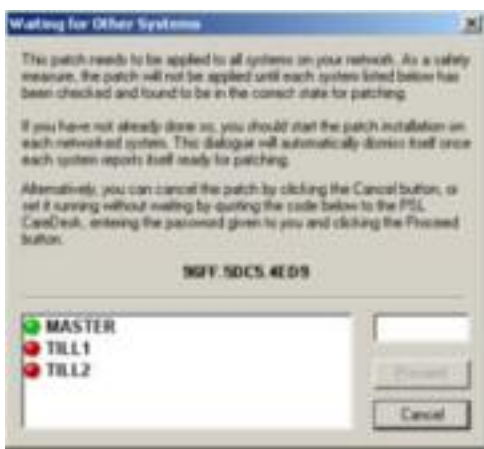 Waiting for Other Systems
This patch needs to be applied to all systems on your network. As a safety
measure, the patch will not be applied until each system listed below has
been checked and found to be in the correct state for patching.
If you have not already done so, you should start the patch installation on
each networked system. This dialogue will automatically dismiss itself once
each system reports itself ready for patching.
Alternatively, you can cancel the patch by clicking the Cancel button, or
set it running without waiting by quoting the code below to the PSL
CareDesk, entering the password given to you and clicking the Proceed
button.
96FF.5DC5.4ED9
MASTER
TILL1
TILL2
Proceed
Cancel